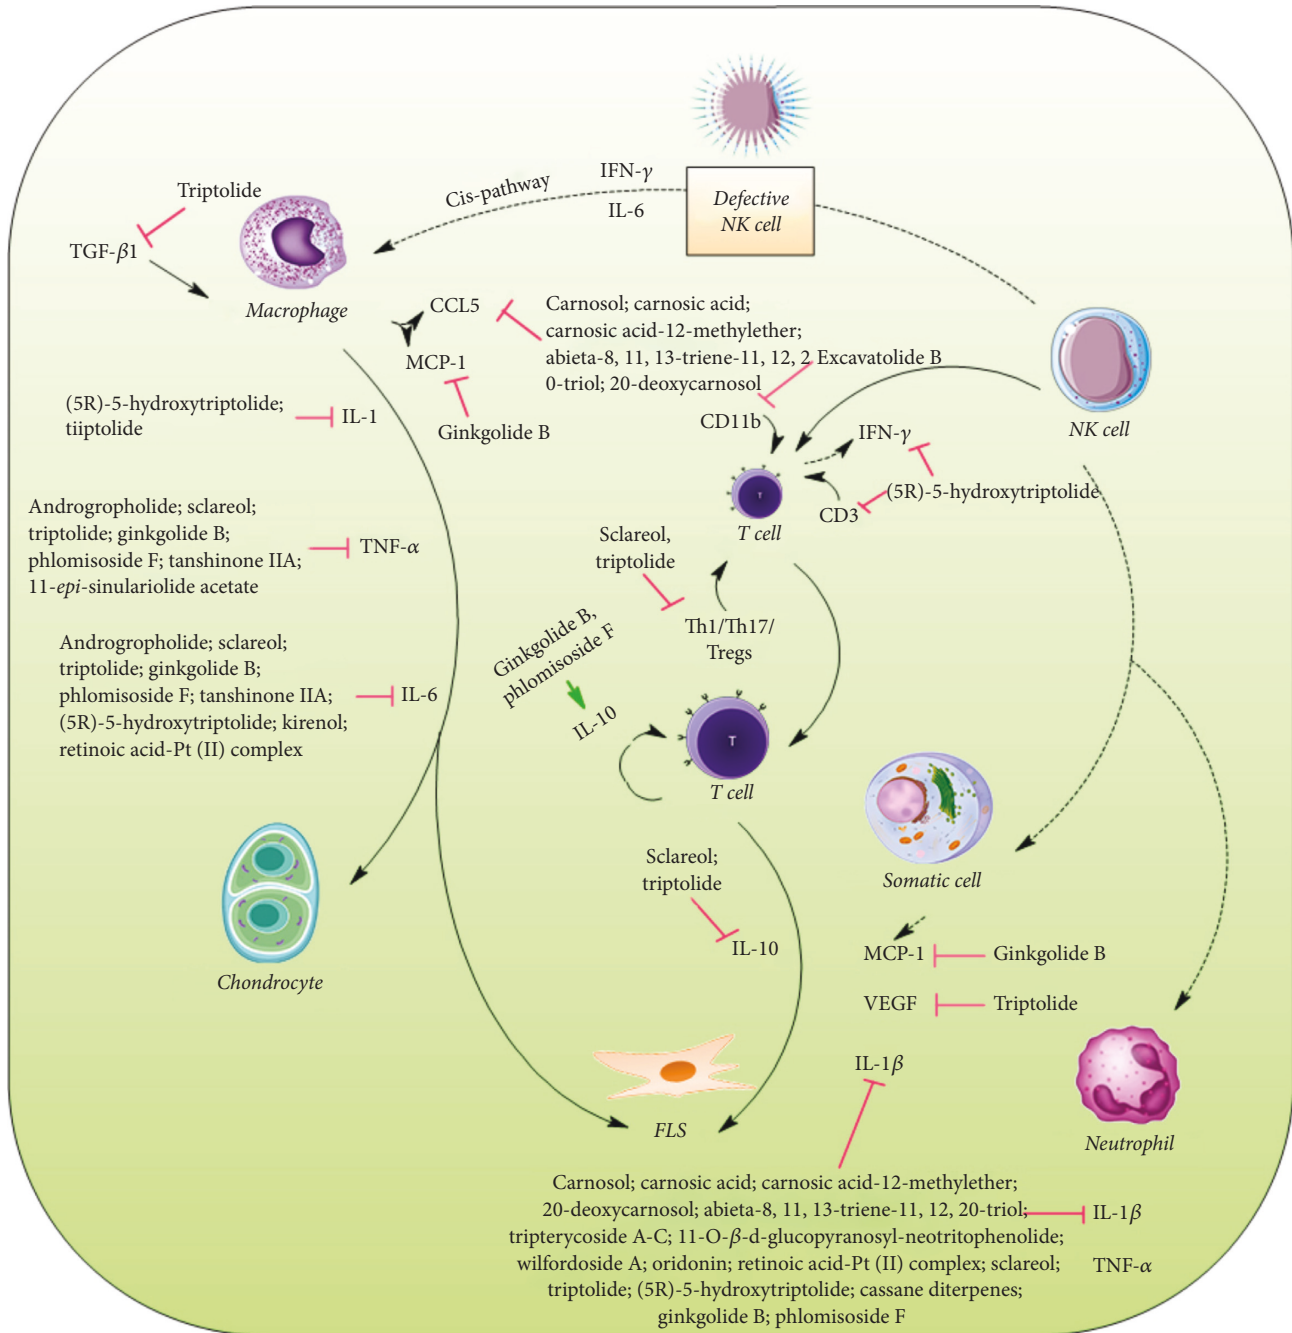 IFN-γ
Cis-pathway
IL-6
Defective
NK cell
Triptolide
TGF-β1
Macrophage
CCL5
MCP-1
Ginkgolide B
Carnosol; carnosic acid;
carnosic acid-12-methylether;
abieta-8, 11, 13-triene-11, 12, 2
0-triol; 20-deoxycarnosol
Excavatolide B
CD11b
IFN-γ
NK cell
(5R)-5-hydroxytriptolide
CD3
T
T cell
(5R)-5-hydroxytriptolide;
tiiptolide
IL-1
Androgropholide; sclareol;
triptolide; ginkgolide B;
phlomisoside F; tanshinone IIA;
11-epi-sinulariolide acetate
TNF-α
Sclareol,
triptolide
Th1/Th17/
Tregs
Ginkgolide B,
phlomisoside F
IL-10
Androgropholide; sclareol;
triptolide; ginkgolide B;
phlomisoside F; tanshinone IIA;
(5R)-5-hydroxytriptolide; kirenol;
retinoic acid-Pt (II) complex
IL-6
T
T cell
Sclareol;
triptolide
IL-10
Somatic cell
MCP-1
Ginkgolide B
VEGF
Triptolide
IL-1β
Chondrocyte
FLS
Neutrophil
Carnosol; carnosic acid; carnosic acid-12-methylether;
20-deoxycarnosol; abieta-8, 11, 13-triene-11, 12, 20-triol;
tripterycoside A-C; 11-O-β-d-glucopyranosyl-neotritophenolide;
wilfordoside A; oridonin; retinoic acid-Pt (II) complex; sclareol;
triptolide; (5R)-5-hydroxytriptolide; cassane diterpenes;
ginkgolide B; phlomisoside F
IL-1β
TNF-α